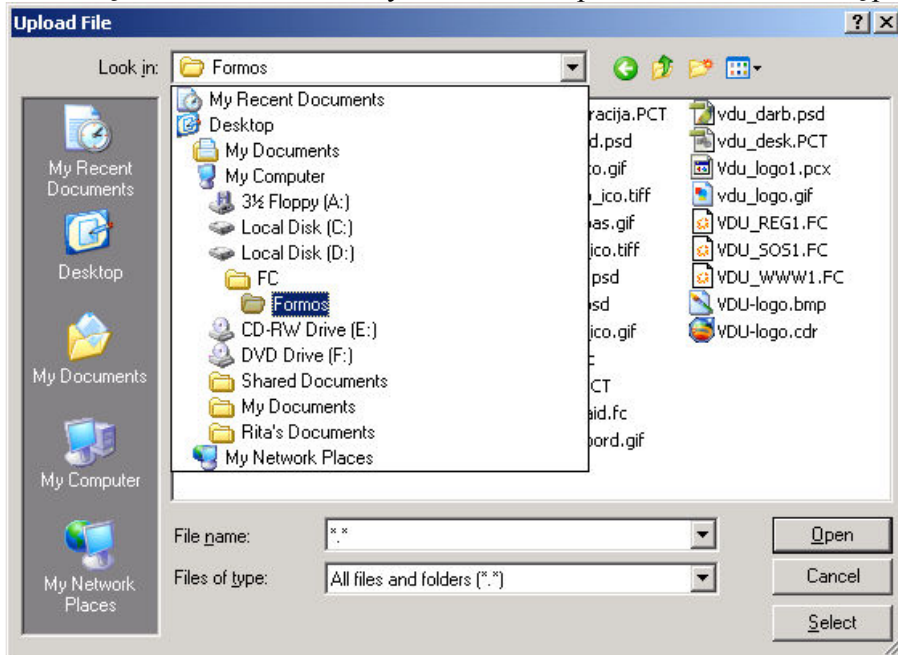 Upload File
Look in:
Formos
My Recent Documents
Desktop
My Documents
My Computer
3½ Floppy (A:)
Local Disk (C:)
Local Disk (D:)
FC
Formos
CD-RW Drive (E:)
DVD Drive (F:)
Shared Documents
My Documents
Rita's Documents
My Network Places
My Recent
Documents
Desktop
My Documents
My Computer
My Network
Places
racija.PCT
d.psd
co.gif
_ico.tiff
as.gif
ico.tiff
psd
sd
ico.gif
CT
aid.fc
bord.gif
vdu_darb.psd
vdu_desk.PCT
Vdu_logo1.pcx
vdu_logo.gif
VDU_REG1.FC
VDU_SOS1.FC
VDU_WWW1.FC
VDU-logo.bmp
VDU-logo.cdr
File name:
*.*
Open
Files of type:
All files and folders (*.*)
Cancel
Select